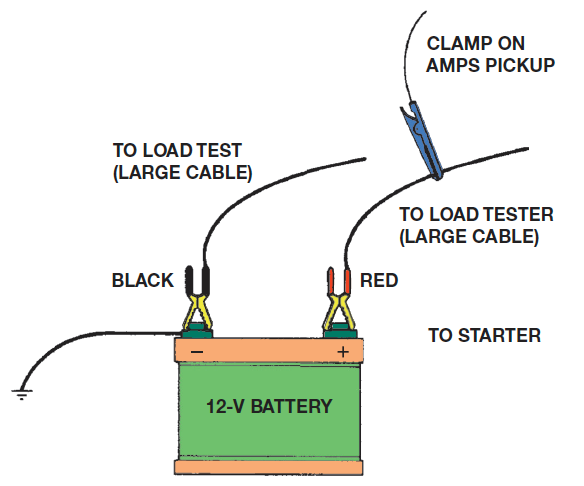 CLAMP ON
AMPS PICKUP
TO LOAD TEST
(LARGE CABLE)
TO LOAD TESTER
(LARGE CABLE)
BLACK
RED
TO STARTER
− +
12-V BATTERY